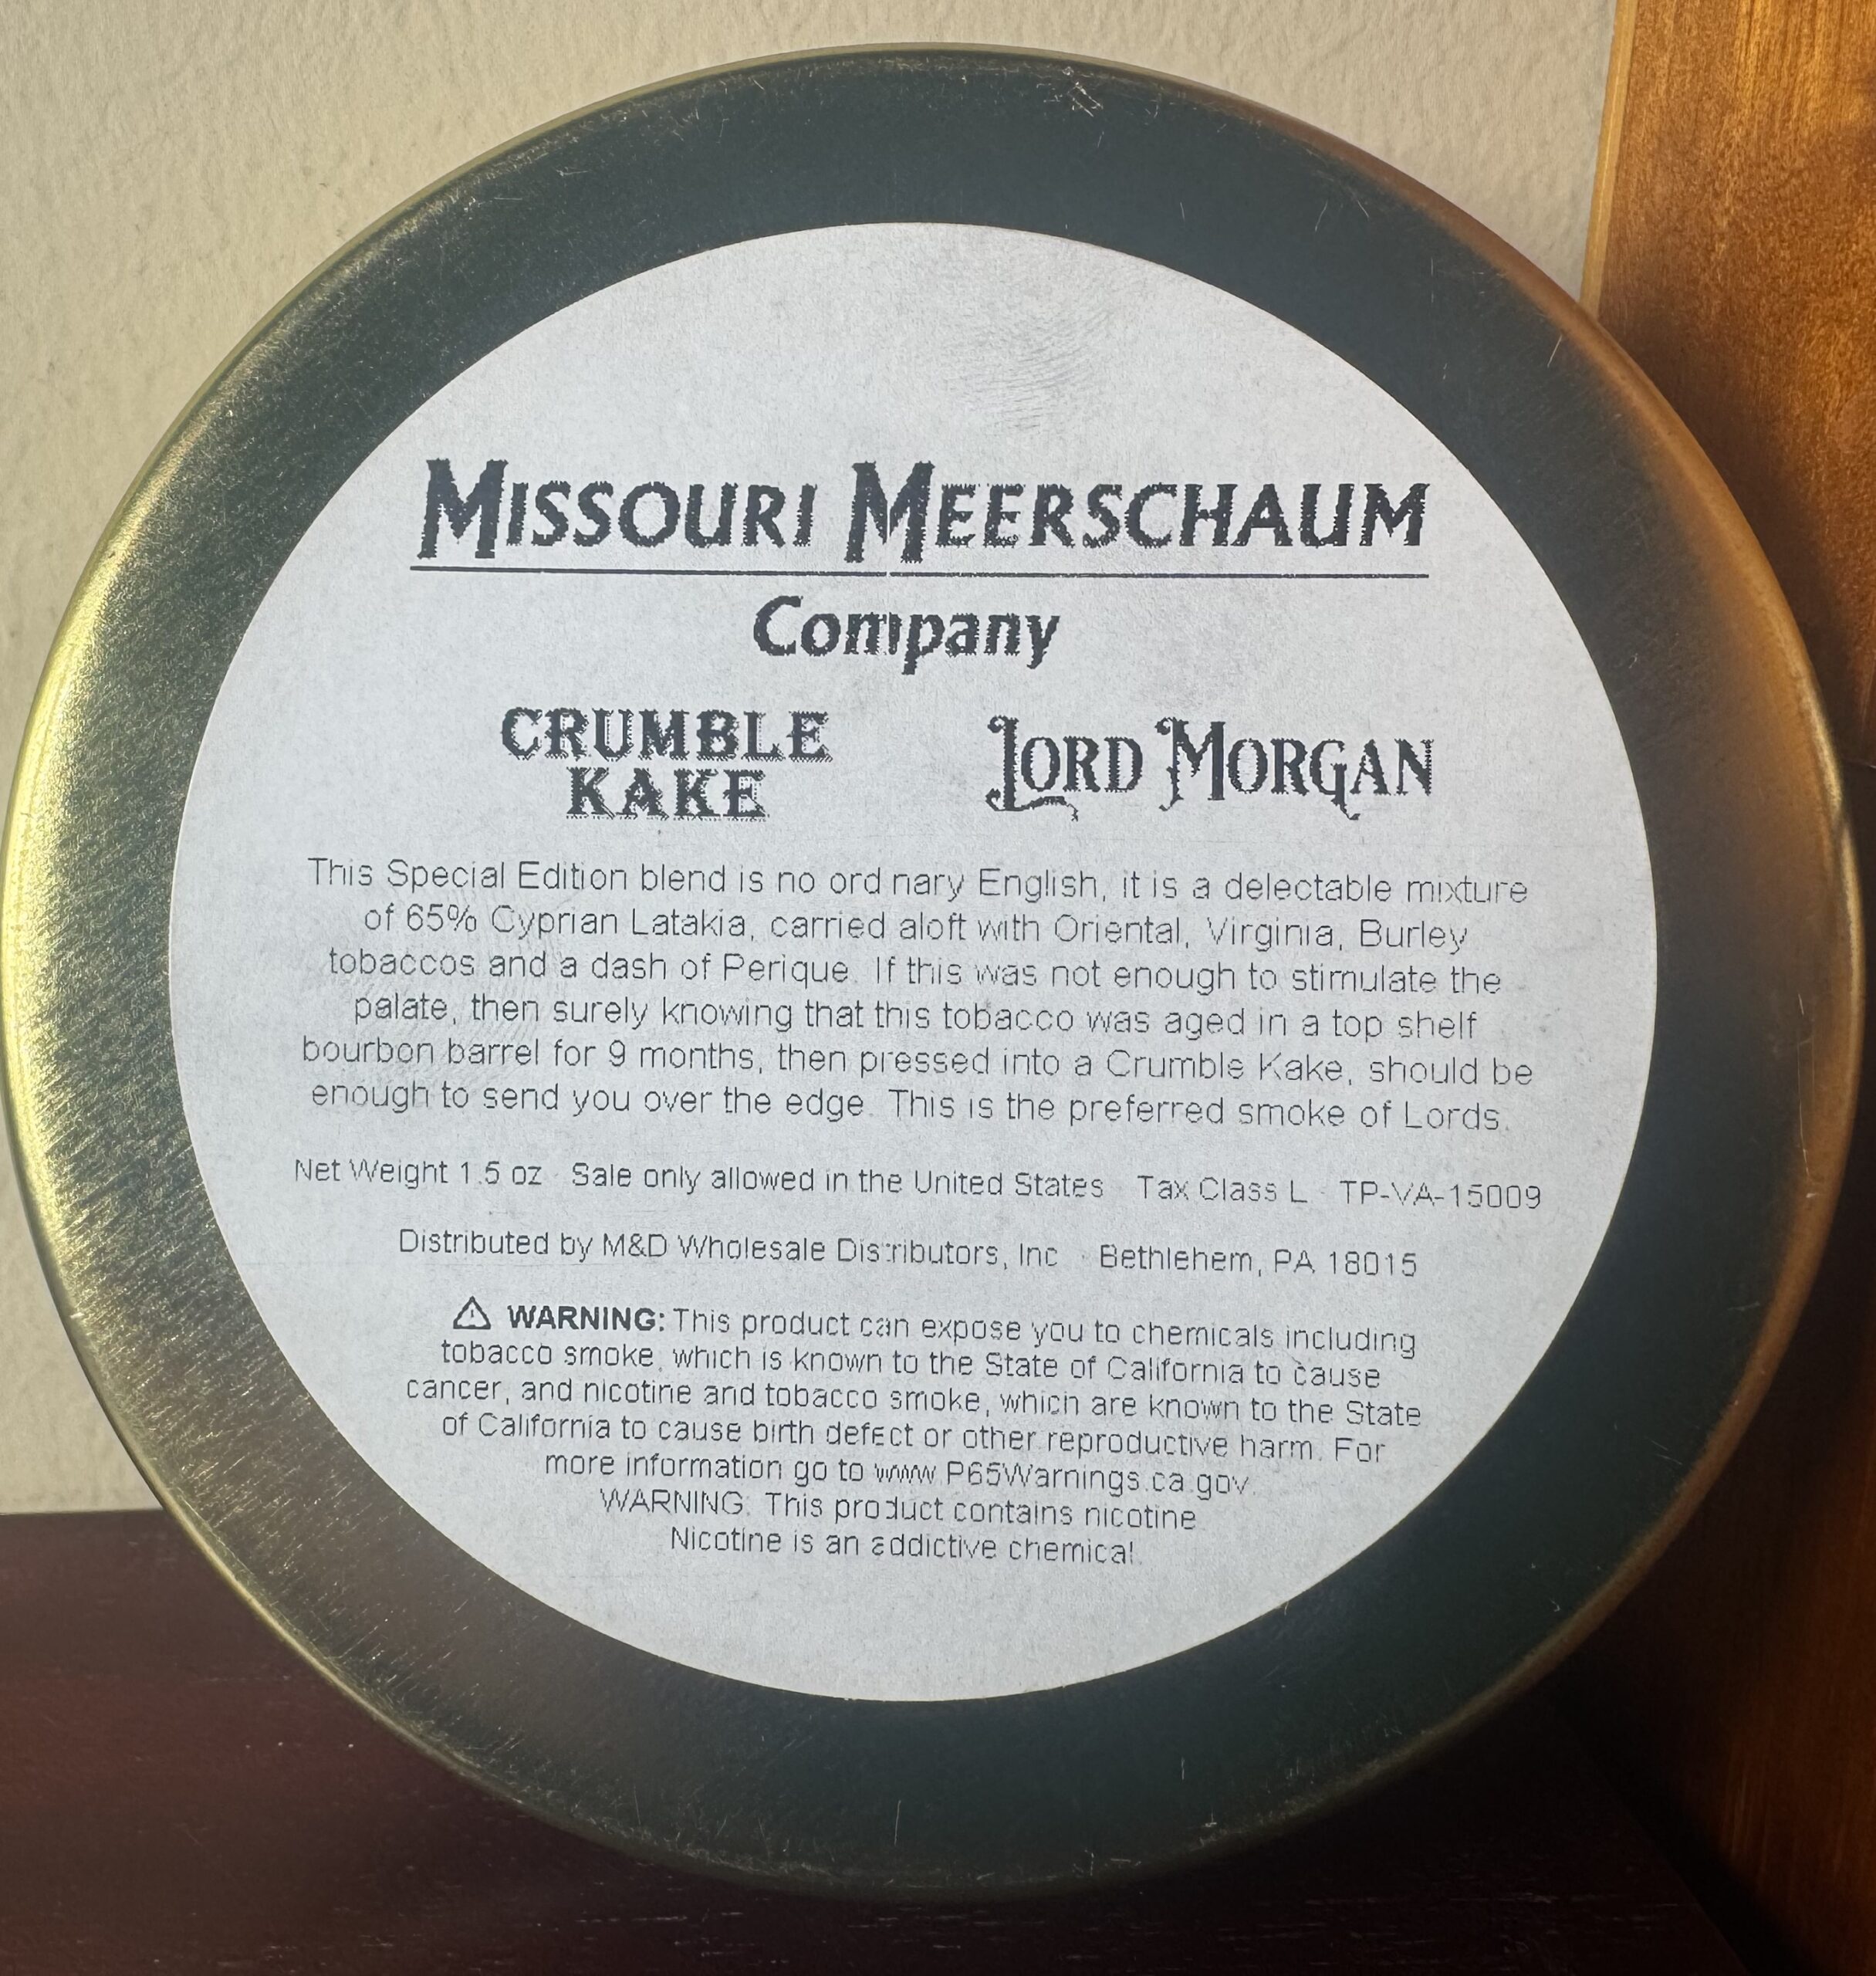 MISSOURI MEERSCHAUM
Company
CRUMBLE
KAKE
LORD MORGAN
This Special Edition blend is no ord nary English, it is a delectable mixture
of 65% Cyprian Latakia, carried aloft with Oriental, Virginia, Burley
tobaccos and a dash of Perique. If this was not enough to stimulate the
palate, then surely knowing that this tobacco was aged in a top shelf
bourbon barrel for 9 months, then pressed into a Crumble Kake, should be
enough to send you over the edge. This is the preferred smoke of Lords.
Net Weight 1.5 oz · Sale only allowed in the United States · Tax Class L · TP-VA-15009
Distributed by M&D Wholesale Distributors, Inc · Bethlehem, PA 18015
⚠ WARNING: This product can expose you to chemicals including
tobacco smoke, which is known to the State of California to cause
cancer, and nicotine and tobacco smoke, which are known to the State
of California to cause birth defect or other reproductive harm. For
more information go to www.P65Warnings.ca.gov.
WARNING: This product contains nicotine.
Nicotine is an addictive chemical.